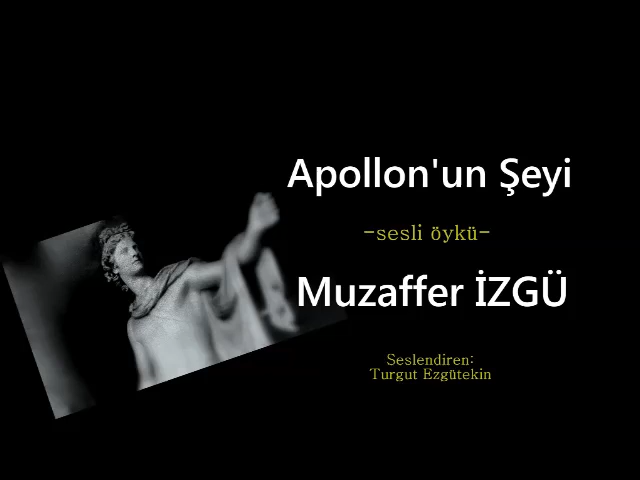 Apollon'un Şeyi
-sesli öykü-
Muzaffer İZGÜ
Seslendiren:
Turgut Ezgütekin